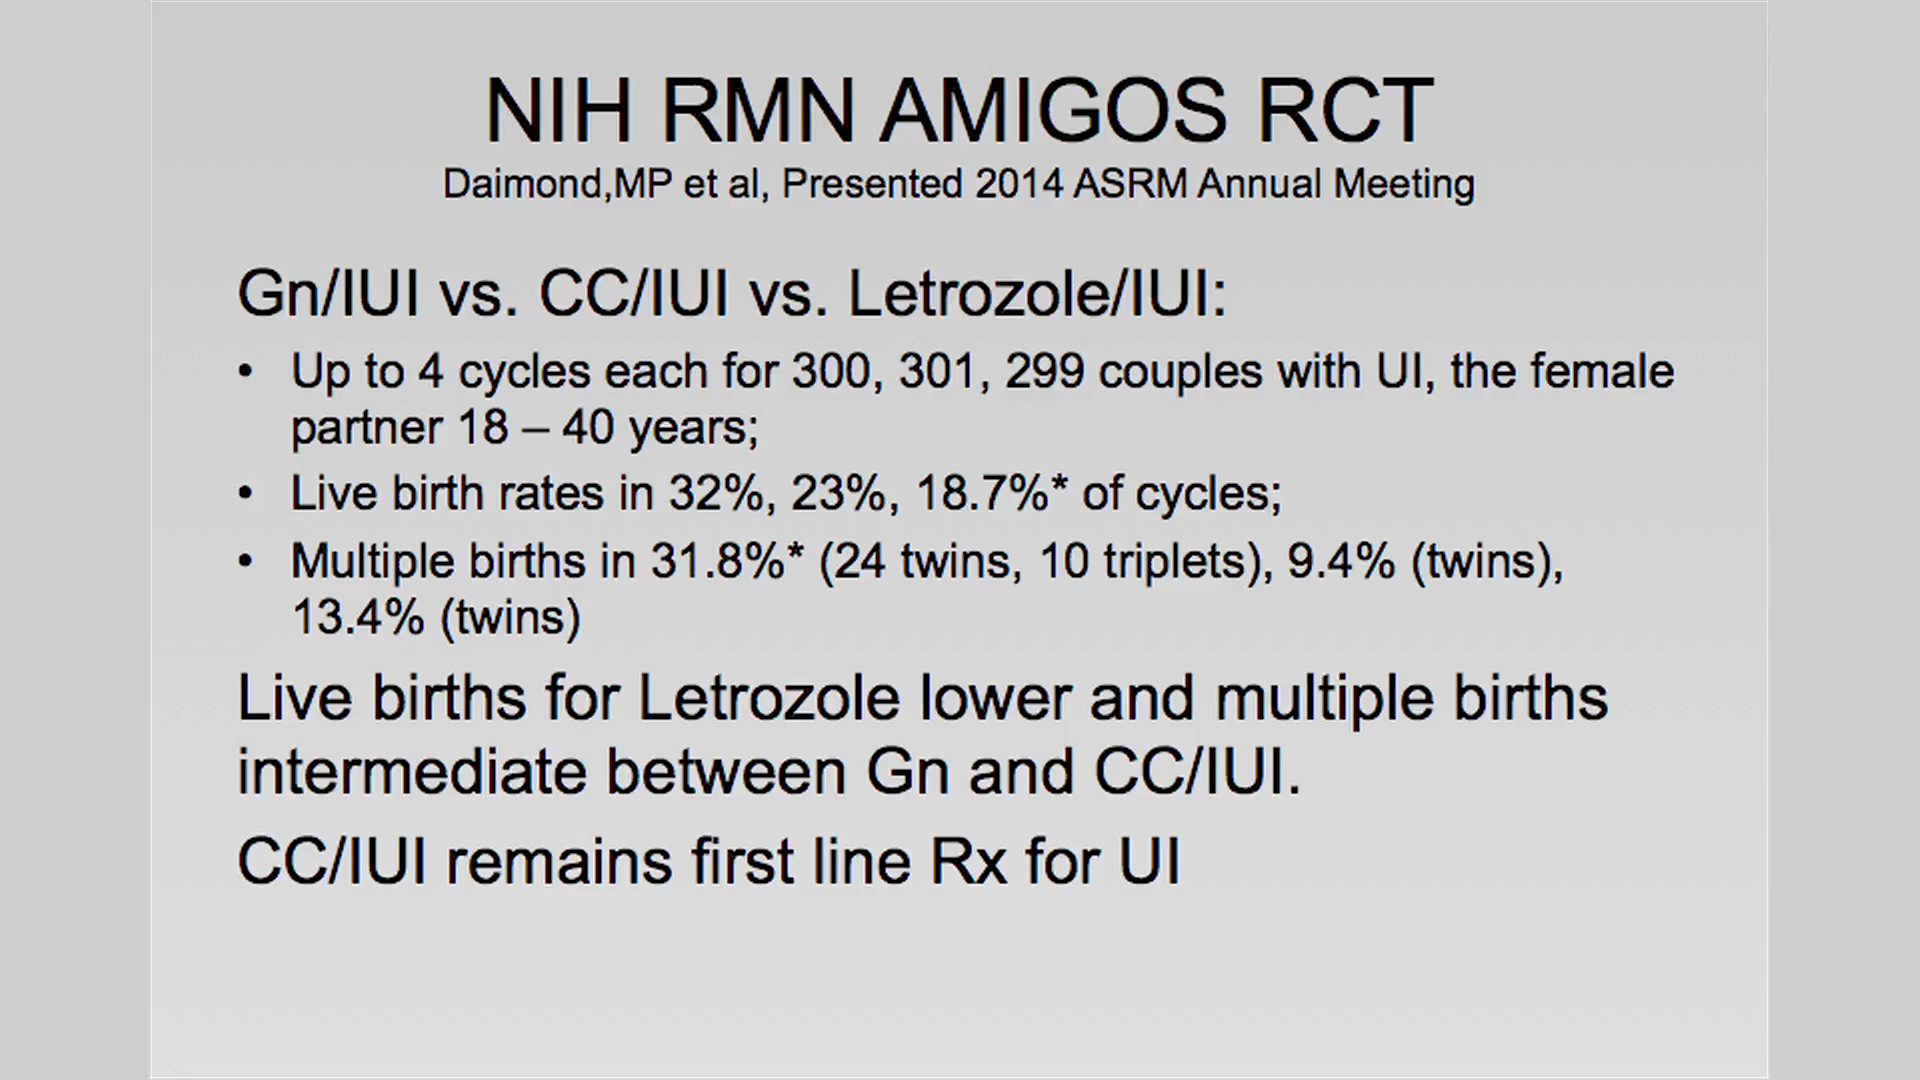 NIH RMN AMIGOS RCT
Daimond,MP et al, Presented 2014 ASRM Annual Meeting
Gn/IUI vs. CC/IUI vs. Letrozole/IUI:
• Up to 4 cycles each for 300, 301, 299 couples with UI, the female
partner 18 – 40 years;
• Live birth rates in 32%, 23%, 18.7%* of cycles;
• Multiple births in 31.8%* (24 twins, 10 triplets), 9.4% (twins),
13.4% (twins)
Live births for Letrozole lower and multiple births
intermediate between Gn and CC/IUI.
CC/IUI remains first line Rx for UI